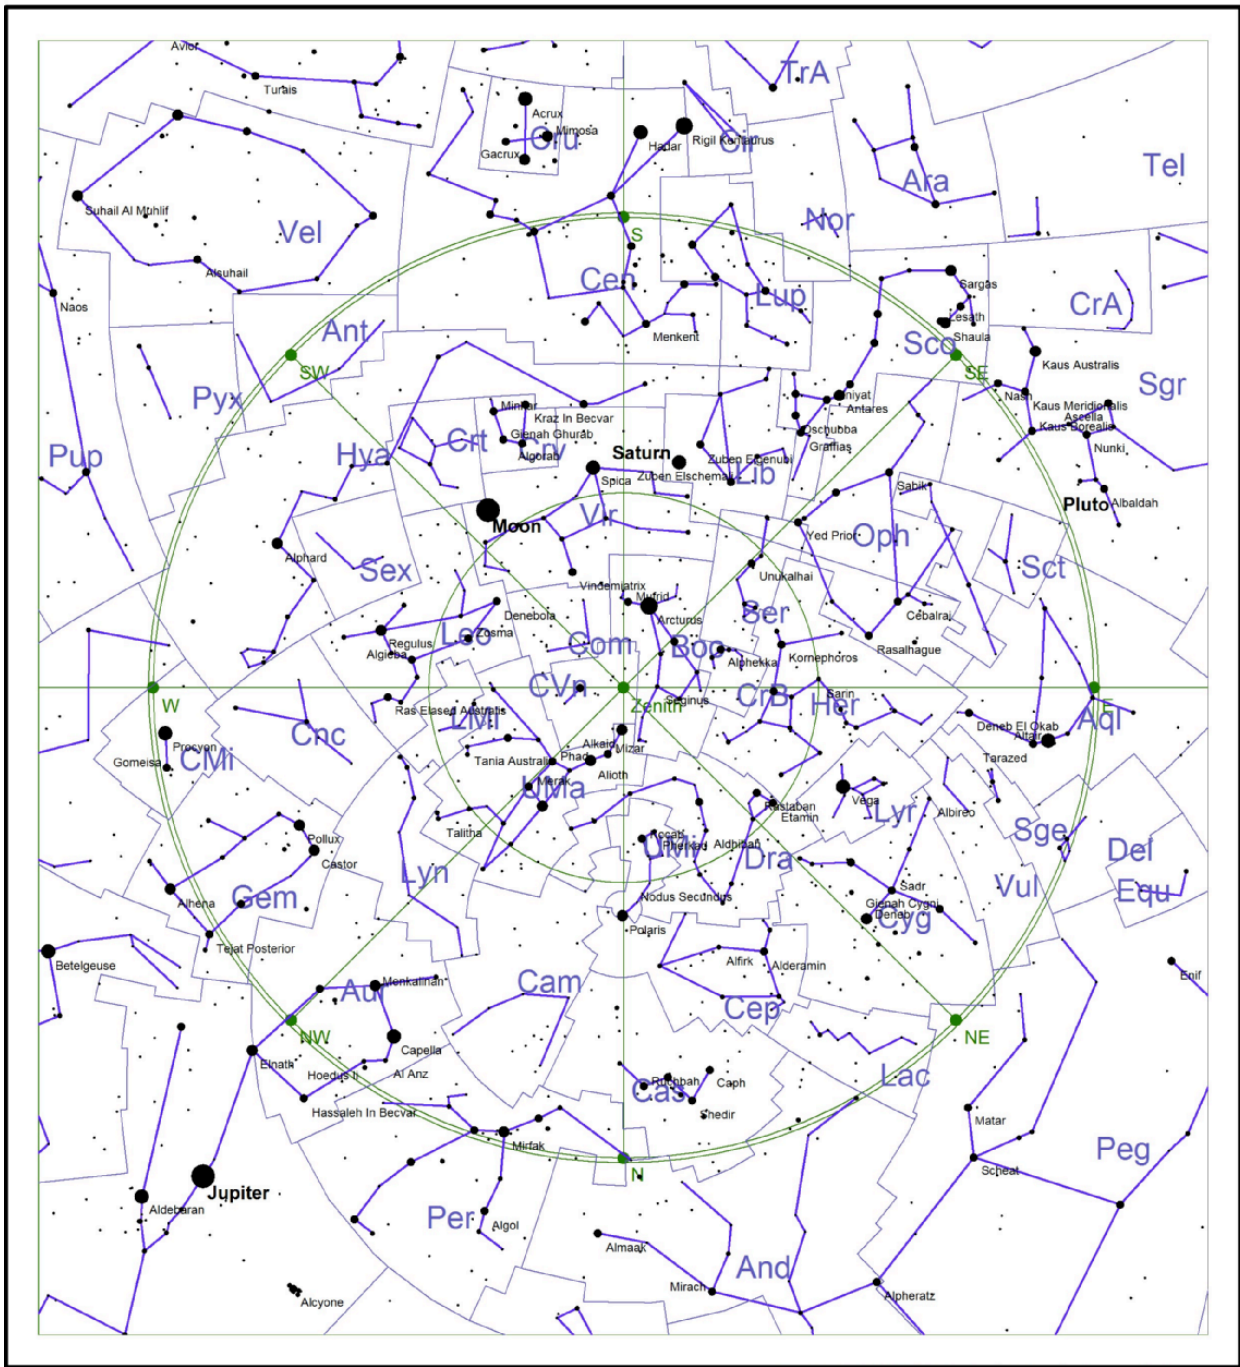 Avior
Turais
TrA
Acrux
Mimosa
Cru
Gacrux
Hadar
Rigil Kentaurus
Cir
Tel
Ara
Suhail Al Muhlif
Vel
Nor
S
Alsuhail
Cen
Sargas
Naos
Lup
CrA
Lesath
Ant
Menkent
Shaula
Sco
SW
SE
Kaus Australis
Sgr
Pyx
Nash
Minkar
Kraz In Becvar
Kaus Meridionalis
Antares
Ascella
Gienah Ghurab
Crt
Crv
Dschubba
Kaus Borealis
Pup
Hya
Algorab
Saturn
Graffias
Nunki
Zuben Elgenubi
Spica
Zuben Elschemali
Lib
Sabik
Pluto
Albaldah
Moon
Vir
Yed Prior
Oph
Alphard
Sex
Sct
Unukalhai
Vindemiatrix
Mufrid
Denebola
Arcturus
Ser
Cebalrai
Regulus
Leo
Zosma
Com
Boo
Algieba
Alphekka
Kornephoros
Rasalhague
CVn
CrB
Sarin
W
Zenith
Seginus
Her
E
Ras Elased Australis
LMi
Deneb El Okab
Aql
Cnc
Altair
Procyon
Alkaid
Mizar
Gomeisa
CMi
Tania Australis
Phad
Tarazed
Alioth
Merak
UMa
Vega
Rastaban
Etamin
Lyr
Albireo
Talitha
Pollux
Kocab
Pherkad
Sge
UMi
Aldhibah
Dra
Del
Castor
Lyn
Vul
Equ
Alhena
Gem
Nodus Secundus
Sadr
Gienah Cygni
Deneb
Cyg
Polaris
Tejat Posterior
Betelgeuse
Alfirk
Alderamin
Enif
Menkalinan
Aur
Cam
Cep
NW
NE
Capella
Elnath
Hoedus Ii
Al Anz
Ruchbah
Caph
Lac
Cas
Hassaleh In Becvar
Shedir
Matar
Mirfak
Peg
Scheat
N
Jupiter
Aldebaran
Per
Algol
Almaak
And
Mirach
Alcyone
Alpheratz